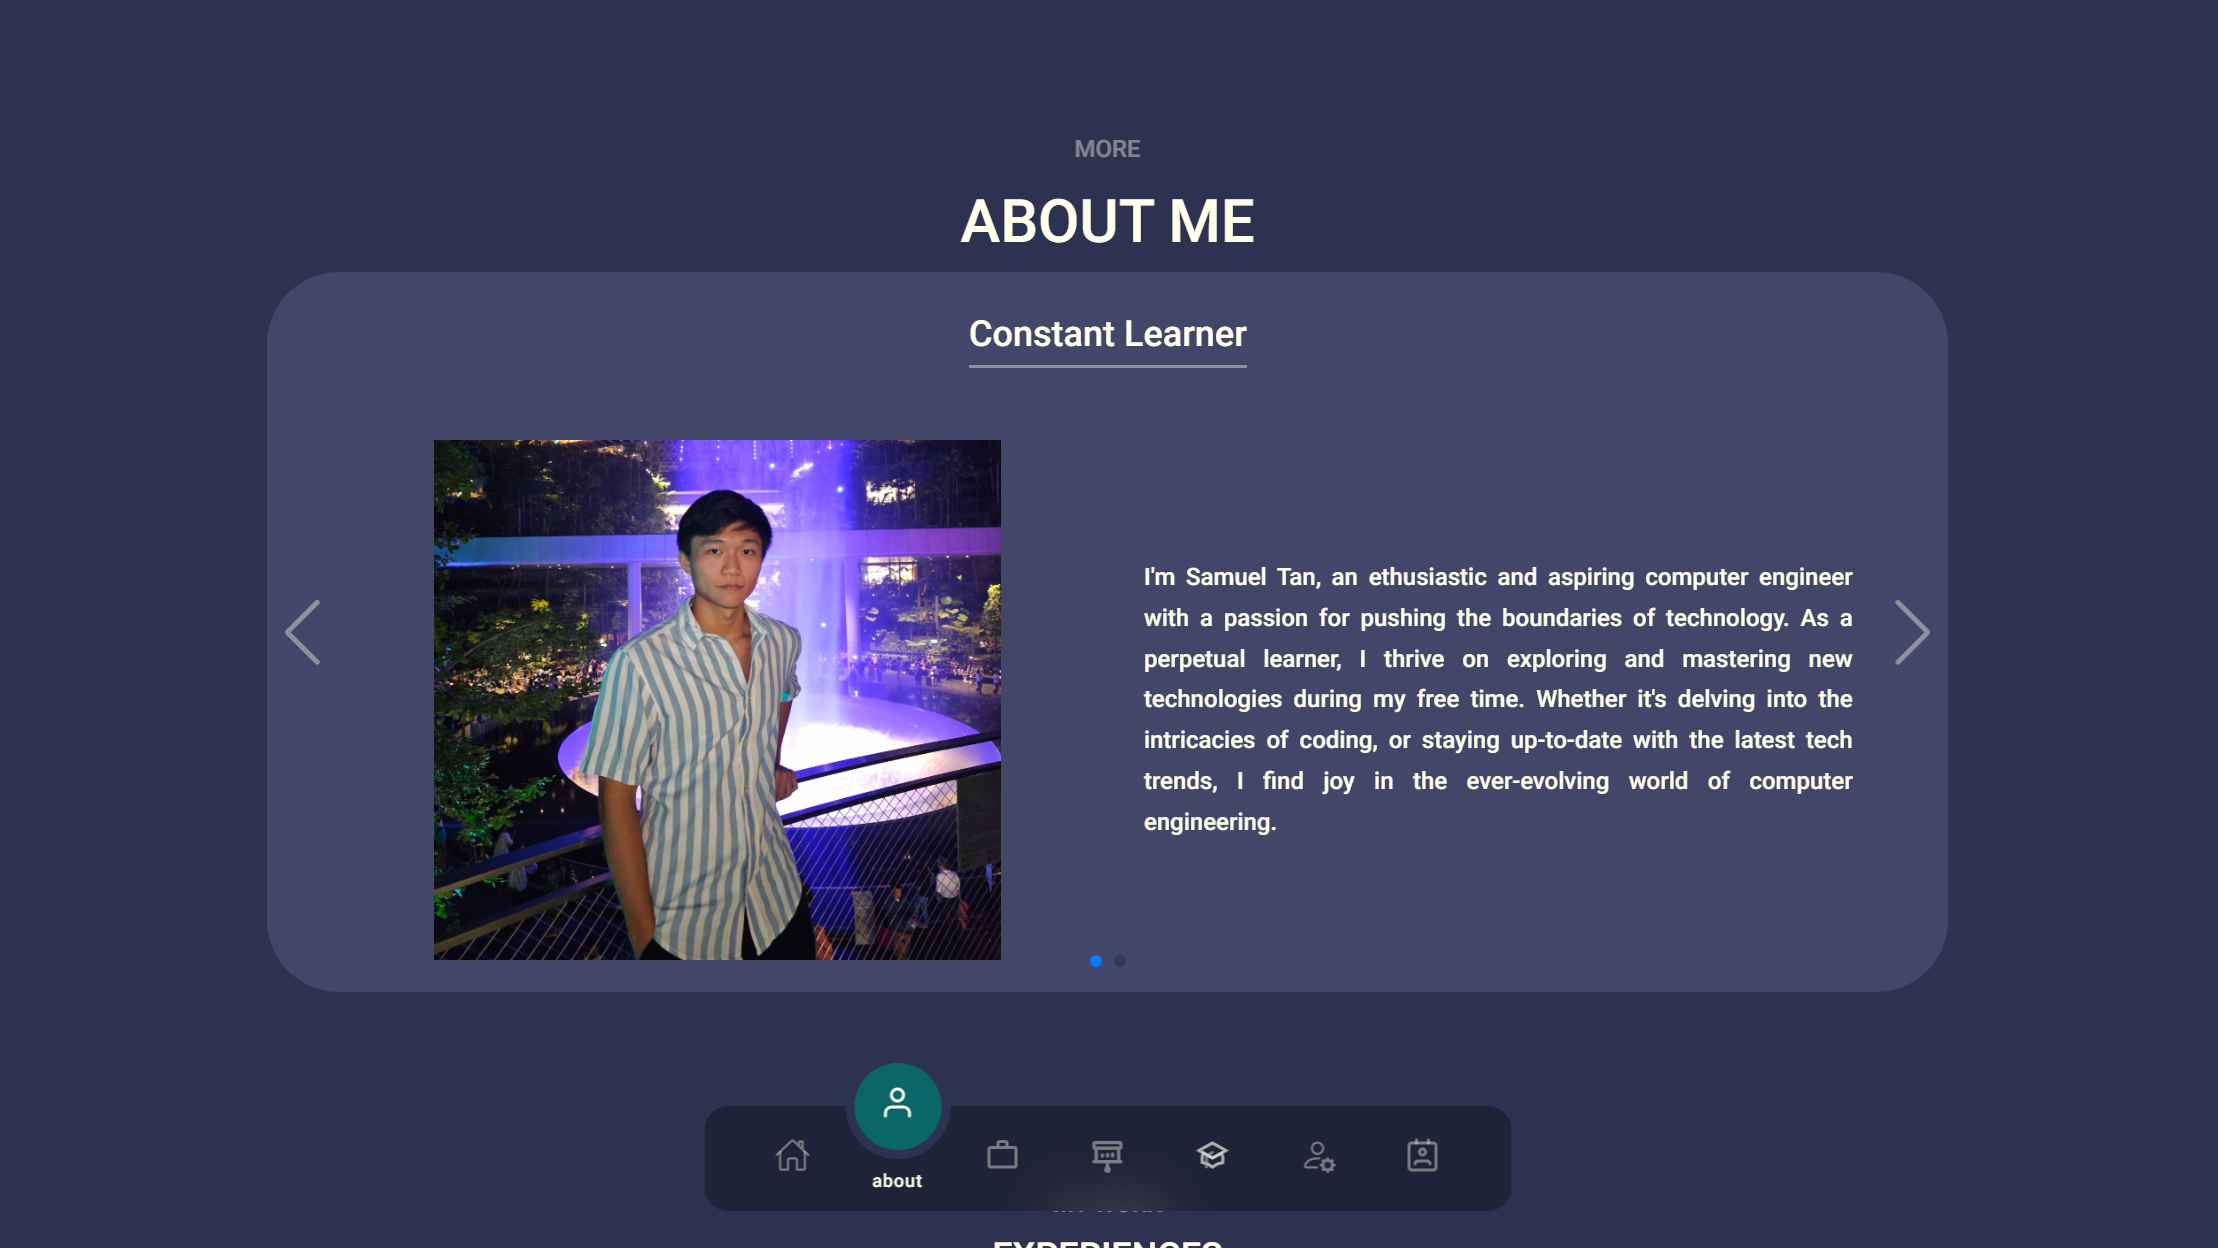 MORE
ABOUT ME
Constant Learner
I'm Samuel Tan, an ethusiastic and aspiring computer engineer
with a passion for pushing the boundaries of technology. As a
perpetual learner, I thrive on exploring and mastering new
technologies during my free time. Whether it's delving into the
intricacies of coding, or staying up-to-date with the latest tech
trends, I find joy in the ever-evolving world of computer
engineering.
about
EXPERIENCES